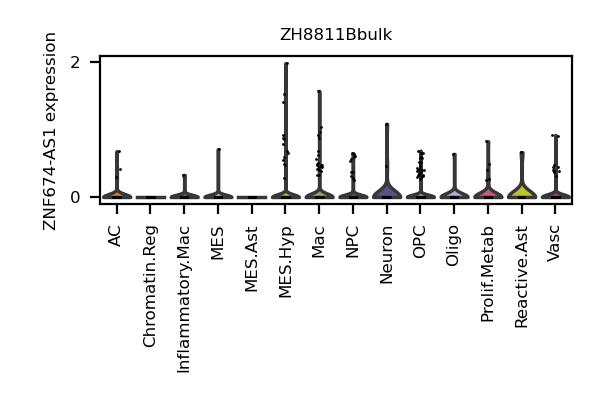 ZH8811Bbulk
ZNF674-AS1 expression
2
0
AC
Chromatin.Reg
Inflammatory.Mac
MES
MES.Ast
MES.Hyp
Mac
NPC
Neuron
OPC
Oligo
Prolif.Metab
Reactive.Ast
Vasc